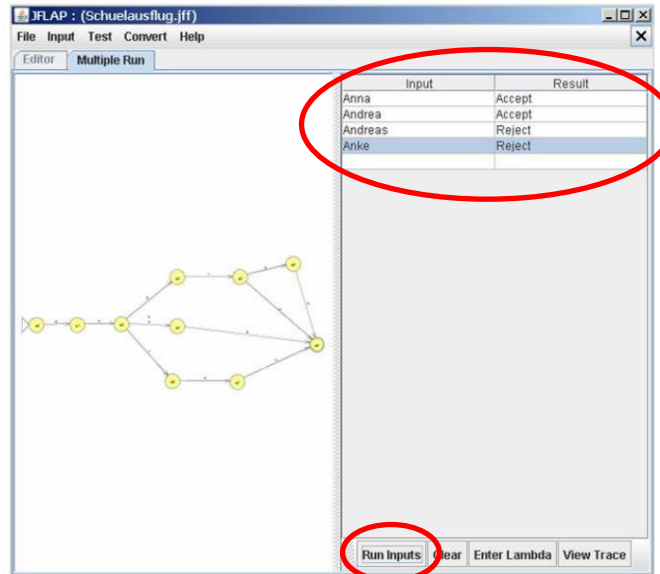 JFLAP : (Schuelausflug.jff)
File Input Test Convert Help
Editor Multiple Run
Input Result
Anna Accept
Andrea Accept
Andreas Reject
Anke Reject
Run Inputs Clear Enter Lambda View Trace